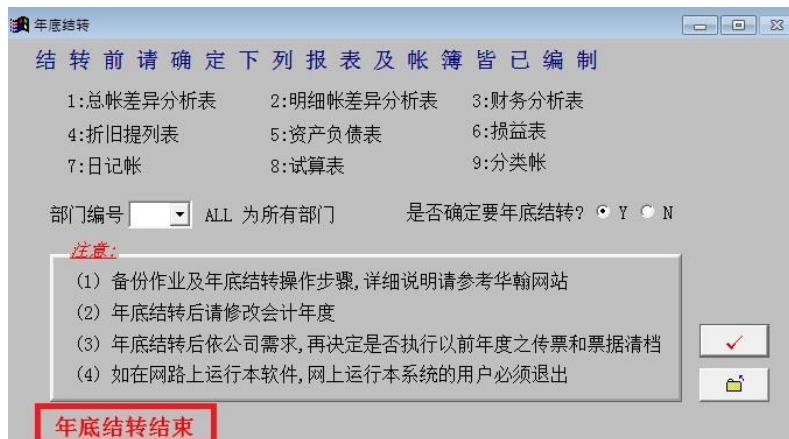 年底结转
结转前请确定下列报表及帐簿皆已编制
1:总帐差异分析表 2:明细帐差异分析表 3:财务分析表
4:折旧提列表 5:资产负债表 6:损益表
7:日记帐 8:试算表 9:分类帐
部门编号 ALL 为所有部门 是否确定要年底结转? Y N
注意:
(1) 备份作业及年底结转操作步骤,详细说明请参考华翰网站
(2) 年底结转后请修改会计年度
(3) 年底结转后依公司需求,再决定是否执行以前年度之传票和票据清档
(4) 如在网路上运行本软件,网上运行本系统的用户必须退出
年底结转结束